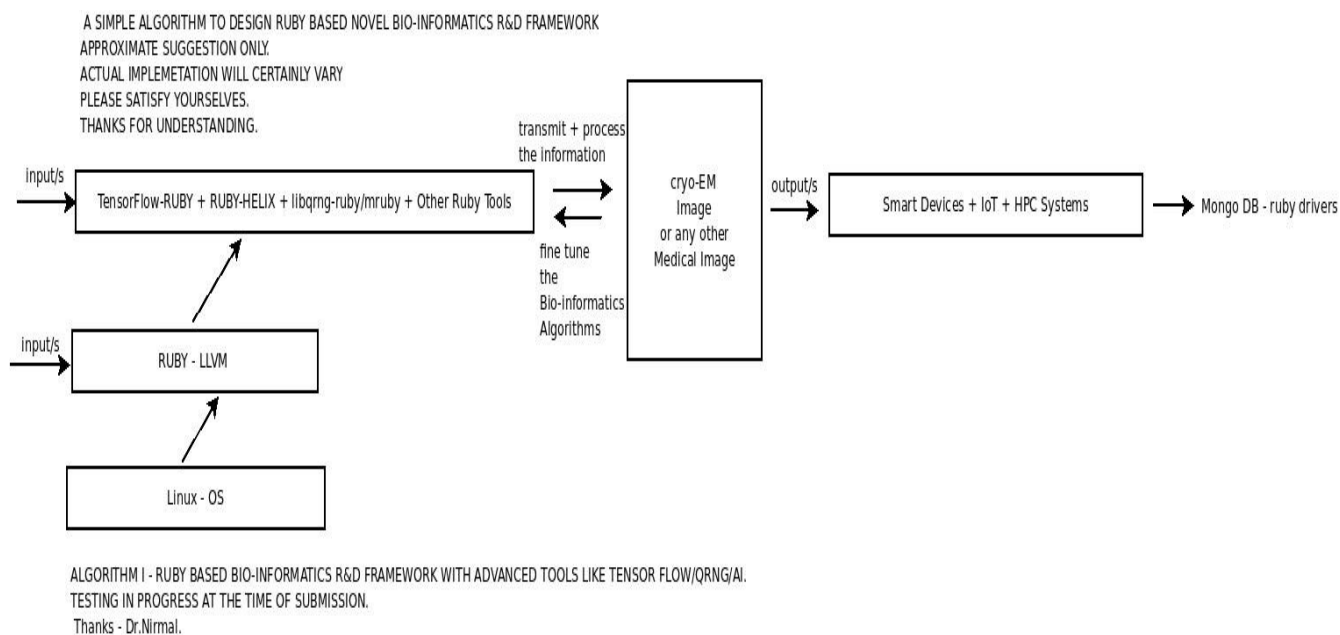 A SIMPLE ALGORITHM TO DESIGN RUBY BASED NOVEL BIO-INFORMATICS R&D FRAMEWORK
APPROXIMATE SUGGESTION ONLY.
ACTUAL IMPLEMETATION WILL CERTAINLY VARY
PLEASE SATISFY YOURSELVES.
THANKS FOR UNDERSTANDING.
input/s
TensorFlow-RUBY + RUBY-HELIX + libqrng-ruby/mruby + Other Ruby Tools
transmit + process
the information
fine tune
the
Bio-informatics
Algorithms
cryo-EM
Image
or any other
Medical Image
output/s
Smart Devices + IoT + HPC Systems
Mongo DB - ruby drivers
input/s
RUBY - LLVM
Linux - OS
ALGORITHM I - RUBY BASED BIO-INFORMATICS R&D FRAMEWORK WITH ADVANCED TOOLS LIKE TENSOR FLOW/QRNG/AI.
TESTING IN PROGRESS AT THE TIME OF SUBMISSION.
Thanks - Dr.Nirmal.